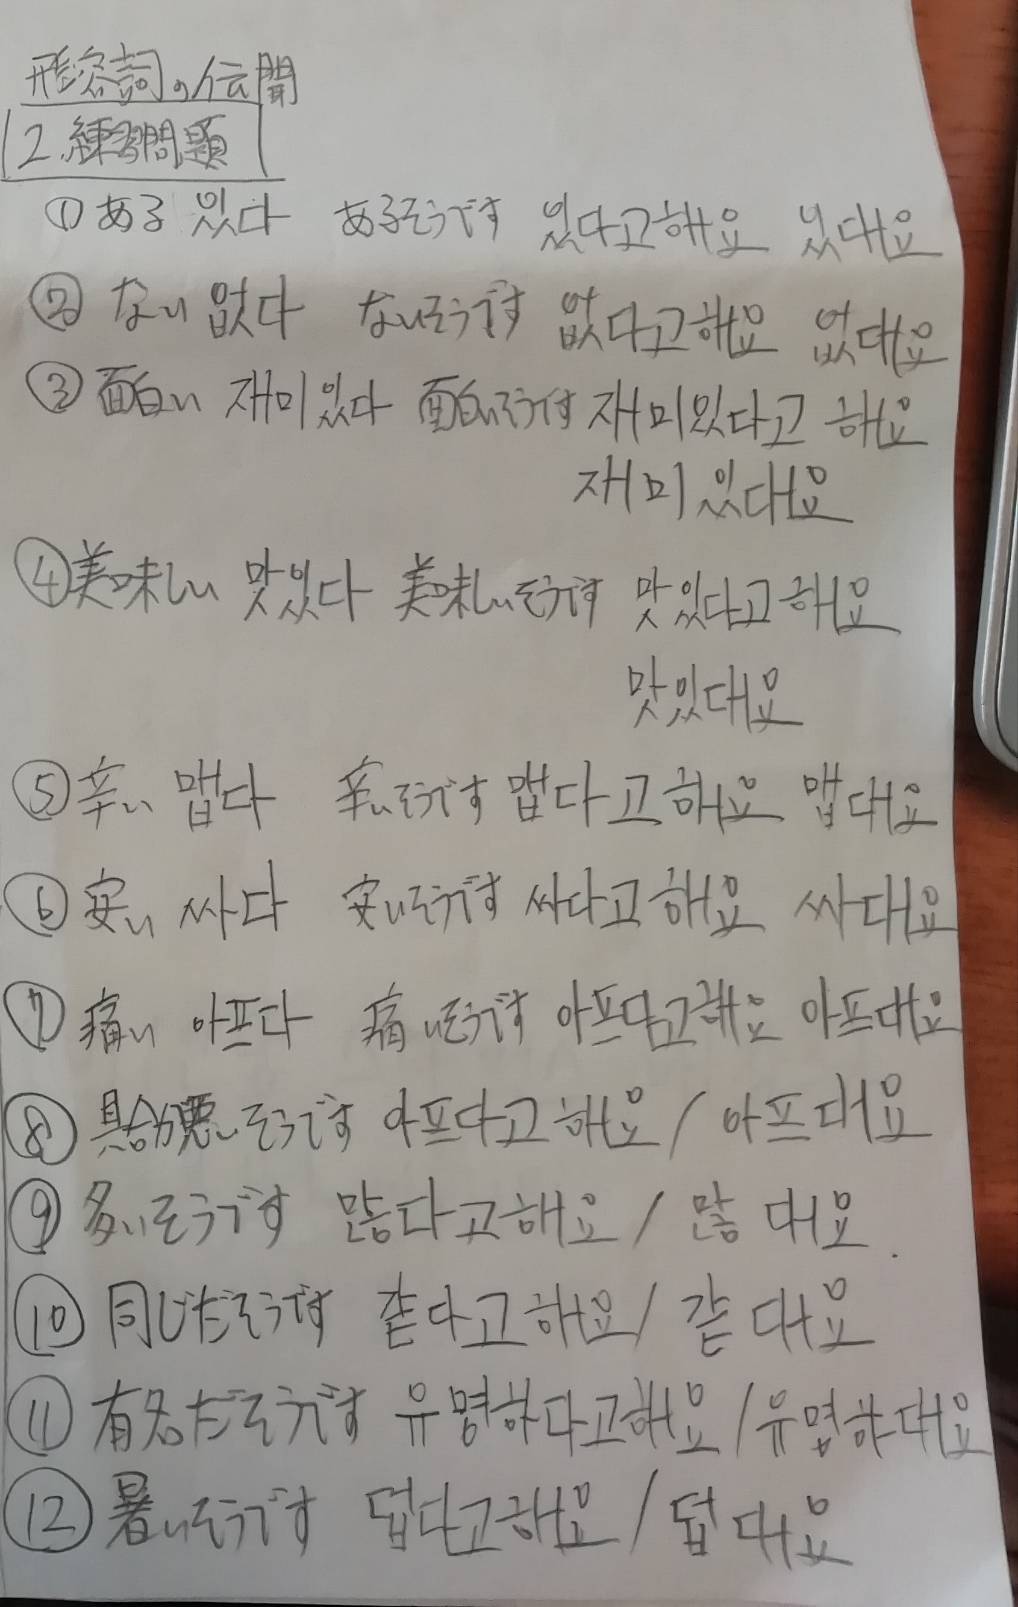 形容詞の伝聞
2.練習問題
① ある 있다 あるそうです 있다고해요 있대요
② ない 없다 ないそうです 없다고해요 없대요
③ 面白い 재미있다 面白いそうです 재미있다고 해요
재미있대요
④ 美味しい 맛있다 美味しいそうです 맛있다고해요
맛있대요
⑤ 辛い 맵다 辛いそうです 맵다고해요 맵대요
⑥ 安い 싸다 安いそうです 싸다고해요 싸대요
⑦ 痛い 아프다 痛いそうです 아프다고해요 아프대요
⑧ 具合が悪いそうです 아프다고해요 / 아프대요
⑨ 多いそうです 많다고해요 / 많대요
⑩ 同じだそうです 같다고해요 / 같대요
⑪ 有名だそうです 유명하다고해요 / 유명하대요
⑫ 暑いそうです 덥다고해요 / 덥대요